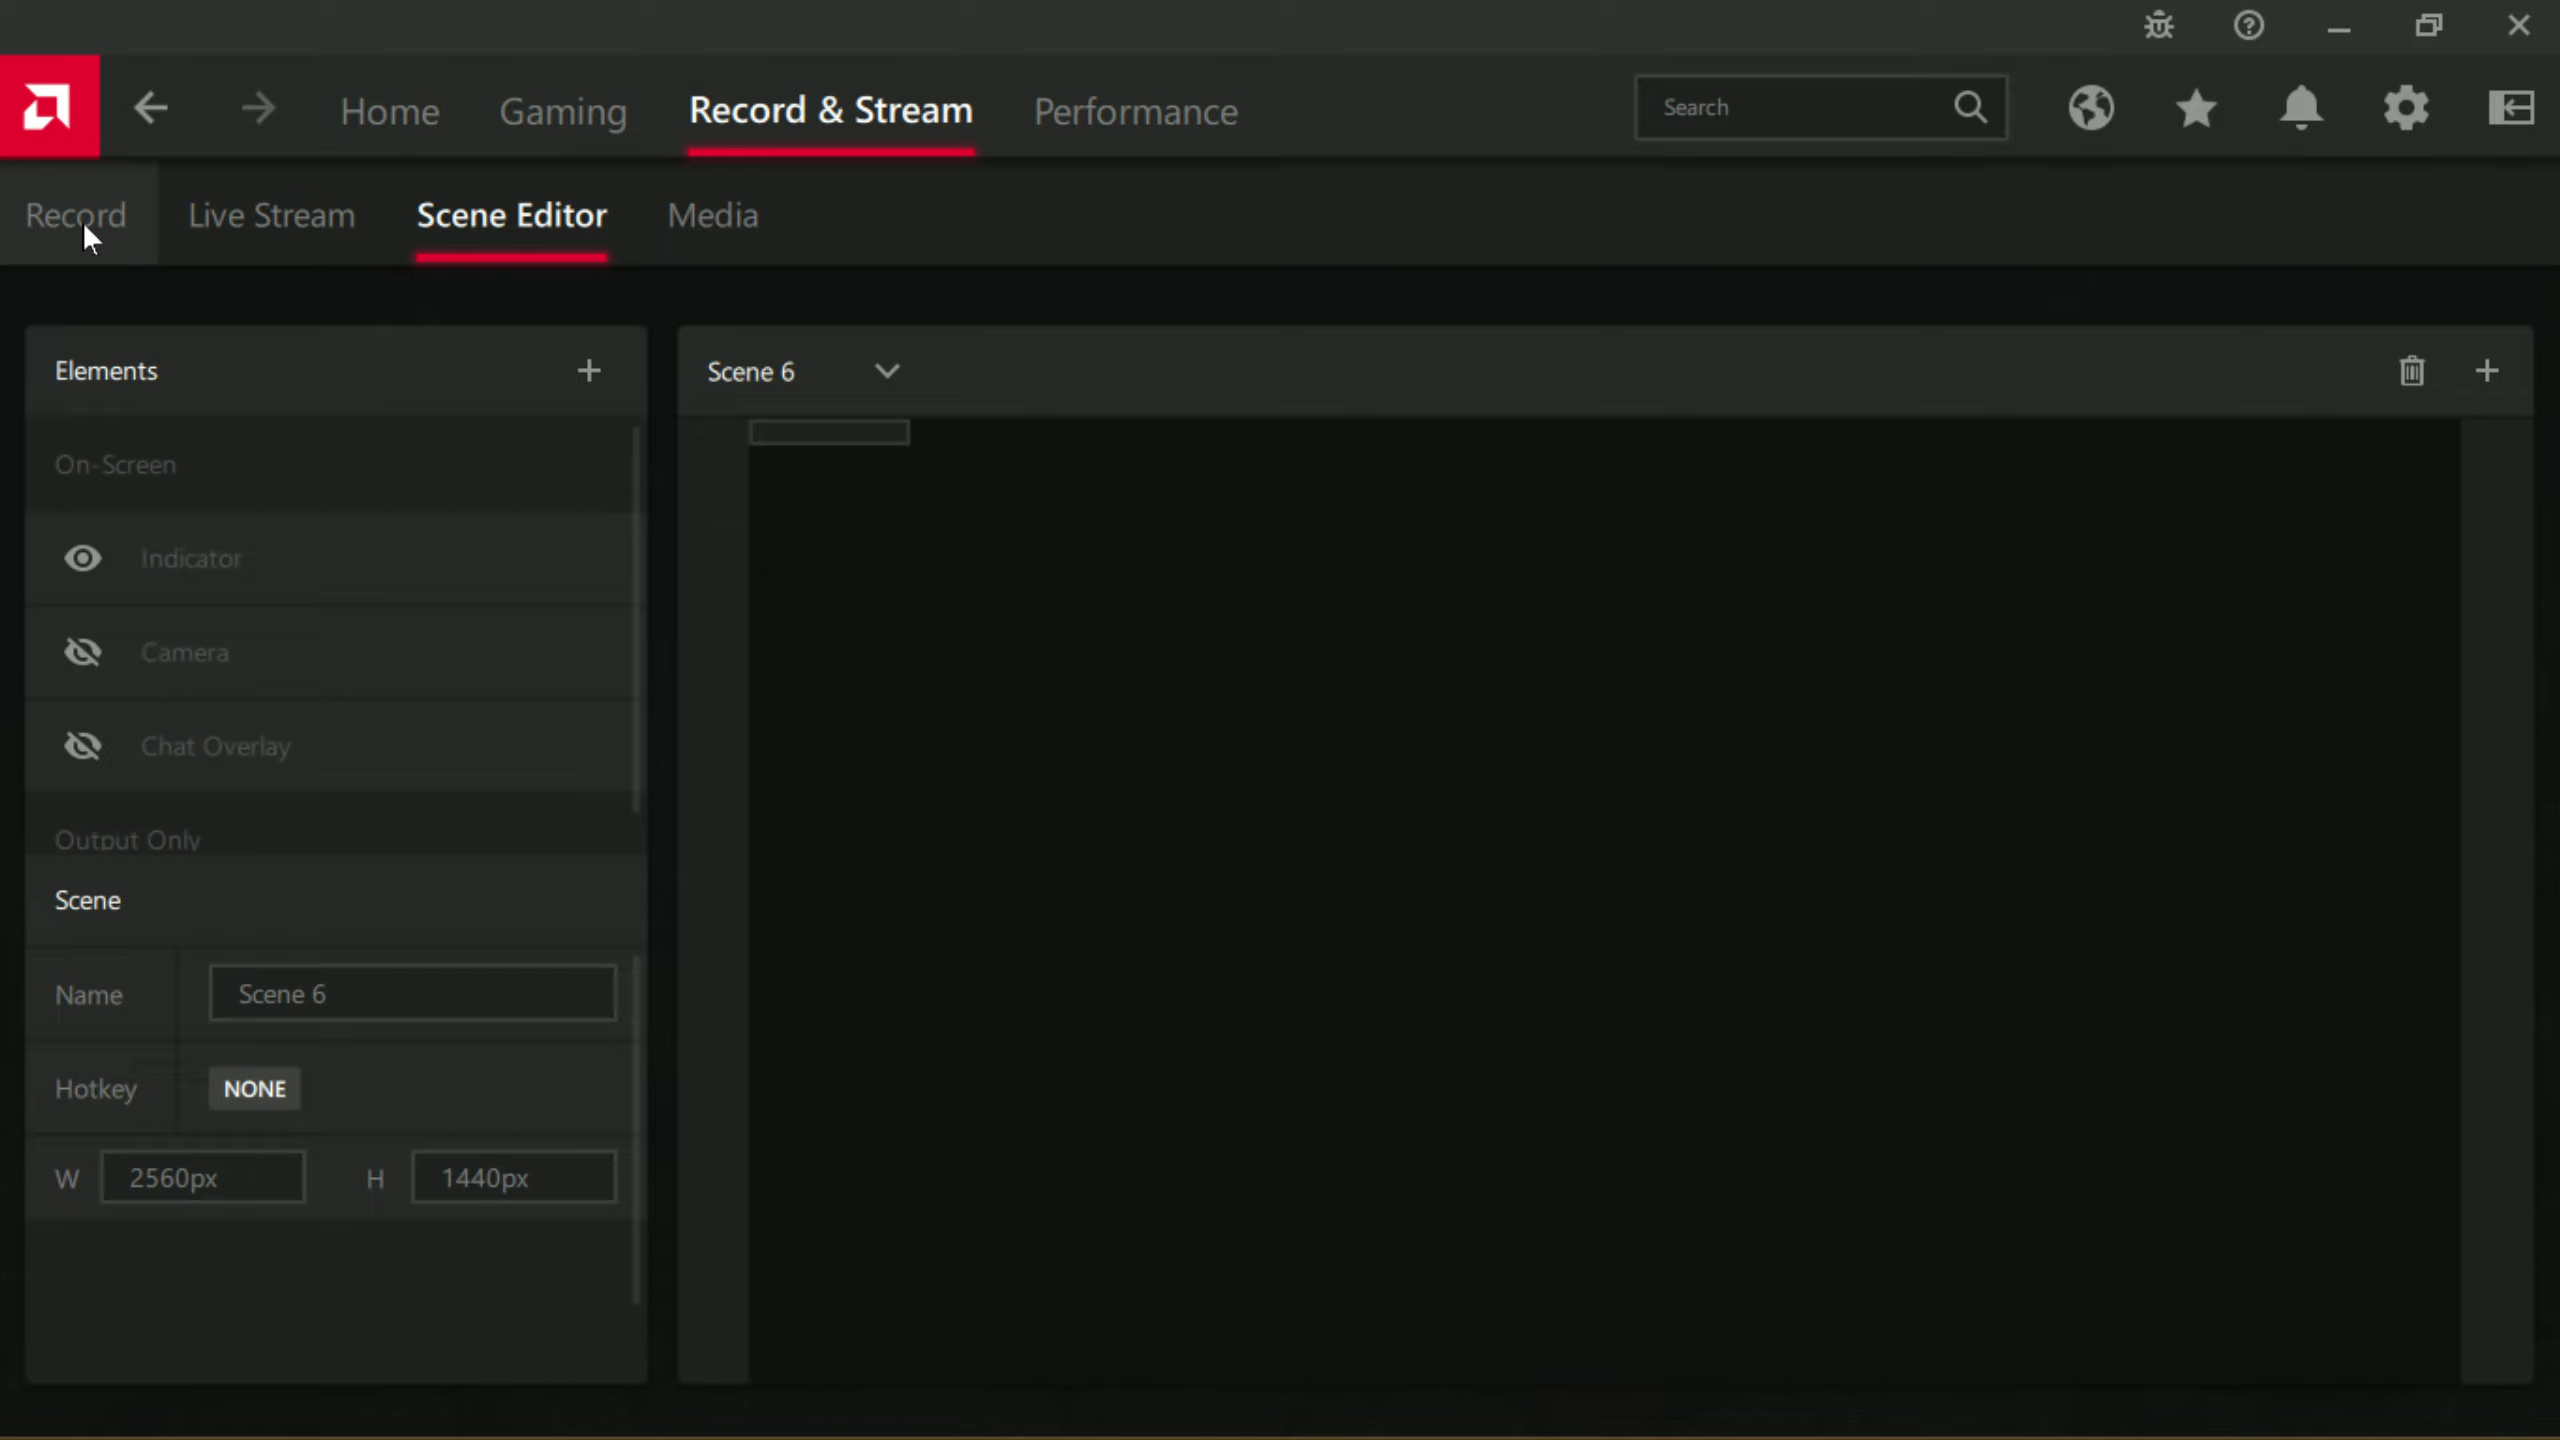 Home Gaming Record & Stream Performance Search
Record Live Stream Scene Editor Media
Elements
Scene 6
On-Screen
Indicator
Camera
Chat Overlay
Output Only
Scene
Name Scene 6
Hotkey NONE
W 2560px H 1440px